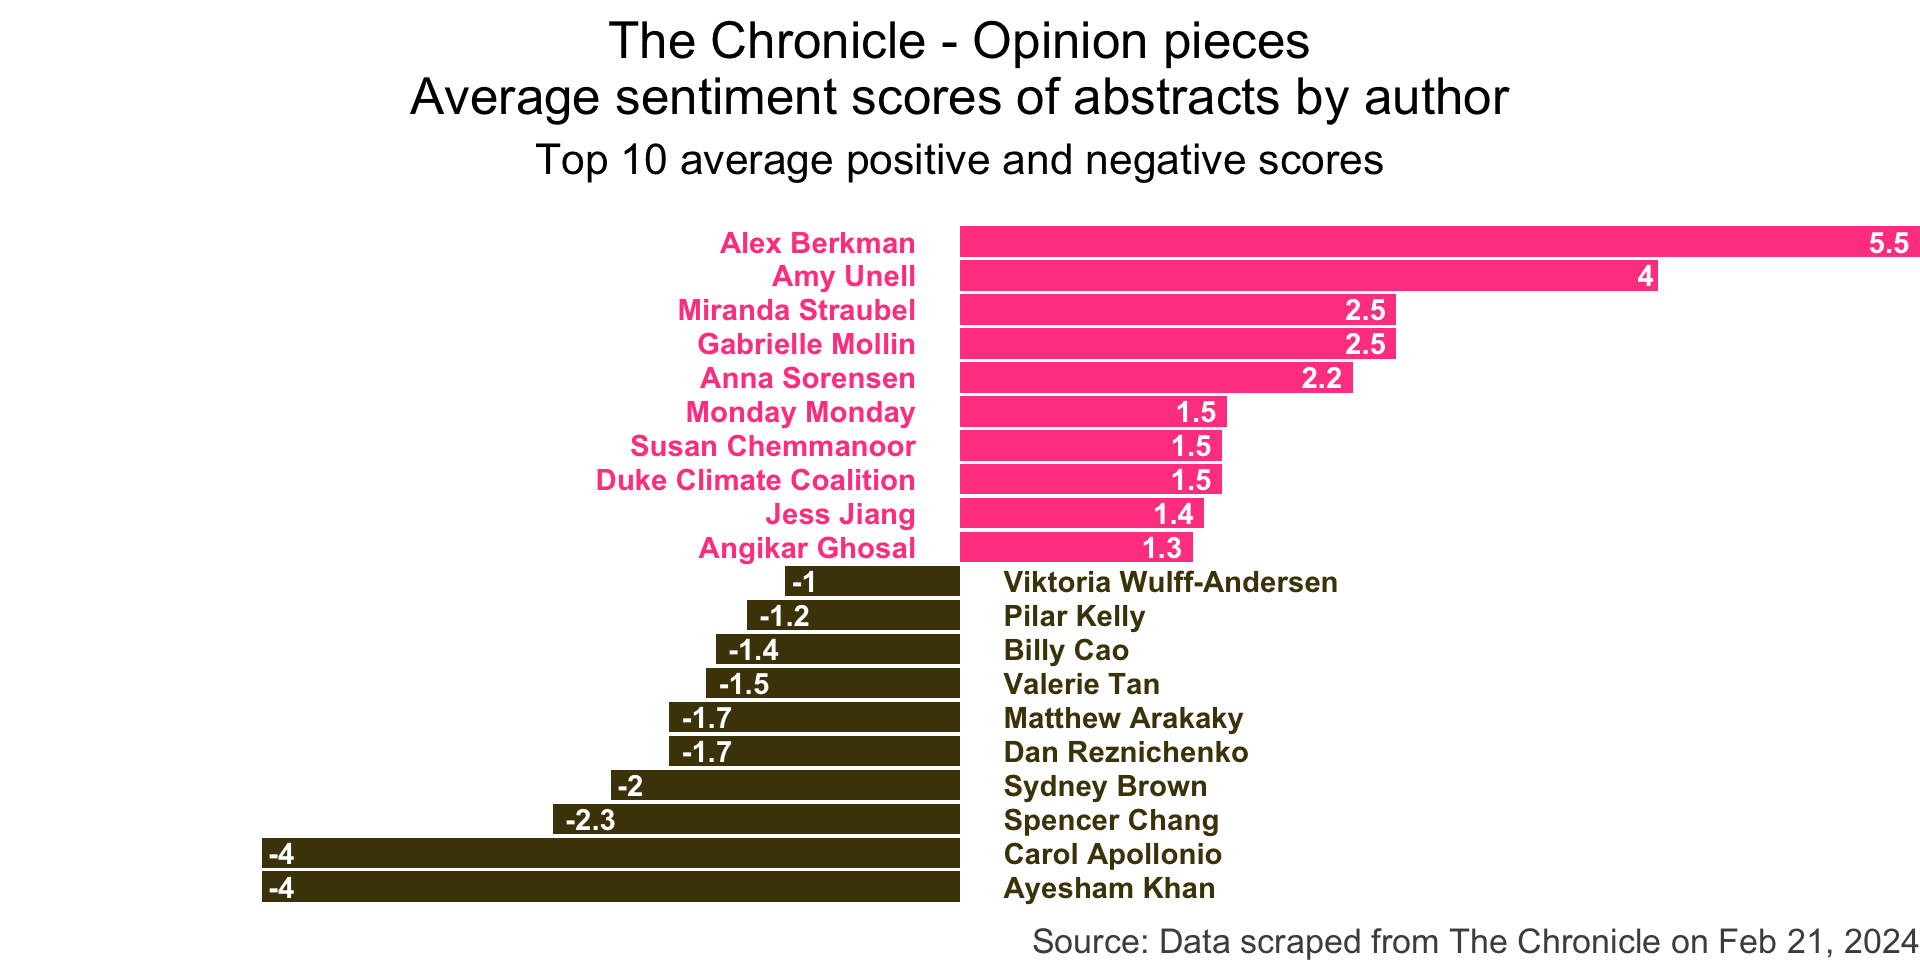 The Chronicle - Opinion pieces
Average sentiment scores of abstracts by author
Top 10 average positive and negative scores
Alex Berkman 5.5
Amy Unell 4
Miranda Straubel 2.5
Gabrielle Mollin 2.5
Anna Sorensen 2.2
Monday Monday 1.5
Susan Chemmanoor 1.5
Duke Climate Coalition 1.5
Jess Jiang 1.4
Angikar Ghosal 1.3
-1 Viktoria Wulff-Andersen
-1.2 Pilar Kelly
-1.4 Billy Cao
-1.5 Valerie Tan
-1.7 Matthew Arakaky
-1.7 Dan Reznichenko
-2 Sydney Brown
-2.3 Spencer Chang
-4 Carol Apollonio
-4 Ayesham Khan
Source: Data scraped from The Chronicle on Feb 21, 2024